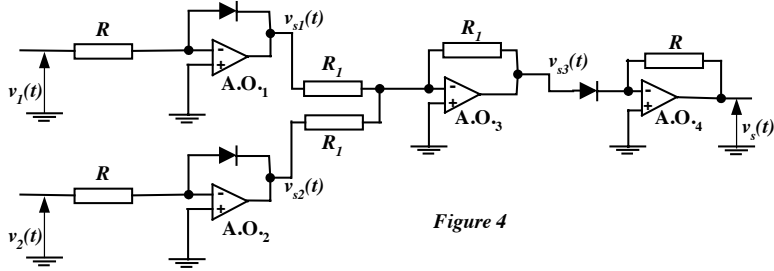 R
v_s1(t)
R_1
A.O._1
R_1
v_s3(t)
R
v_1(t)
A.O._3
A.O._4
v_s(t)
R_1
R
v_s2(t)
v_2(t)
A.O._2
Figure 4